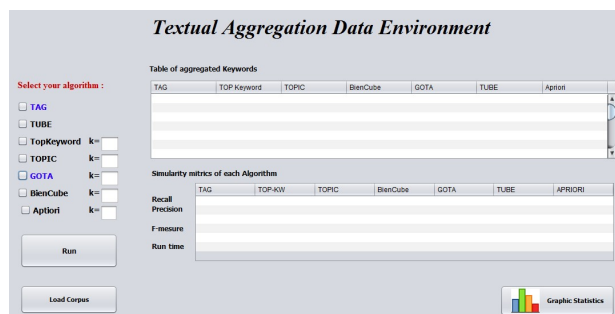 Textual Aggregation Data Environment
Table of aggregated Keywords
TAG TOP Keyword TOPIC BienCube GOTA TUBE Apriori
Select your algorithm :
TAG
TUBE
TopKeyword k=
TOPIC k=
GOTA k=
BienCube k=
Aptiori k=
Run
Load Corpus
Simularity mitrics of each Algorithm
TAG TOP-KW TOPIC BienCube GOTA TUBE APRIORI
Recall
Precision
F-mesure
Run time
Graphic Statistics